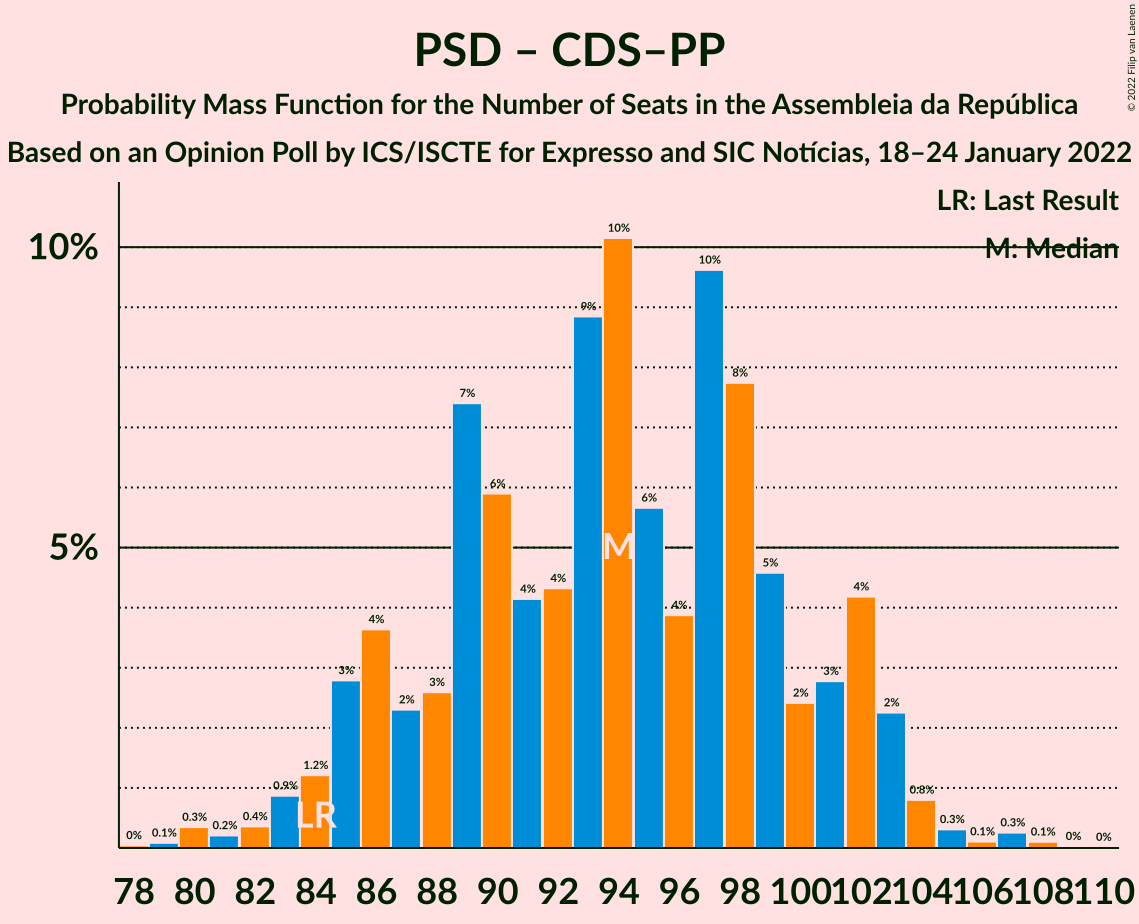 PSD – CDS–PP
Probability Mass Function for the Number of Seats in the Assembleia da República
Based on an Opinion Poll by ICS/ISCTE for Expresso and SIC Notícias, 18–24 January 2022
© 2022 Filip van Laenen
LR: Last Result
M: Median
10%
5%
0% 0.1% 0.3% 0.2% 0.4% 0.9% 1.2% 3% 4% 2% 3% 7% 6% 4% 4% 9% 10% 6% 4% 10% 8% 5% 2% 3% 4% 2% 0.8% 0.3% 0.1% 0.3% 0.1% 0% 0%
M
LR
78 80 82 84 86 88 90 92 94 96 98 100 102 104 106 108 110